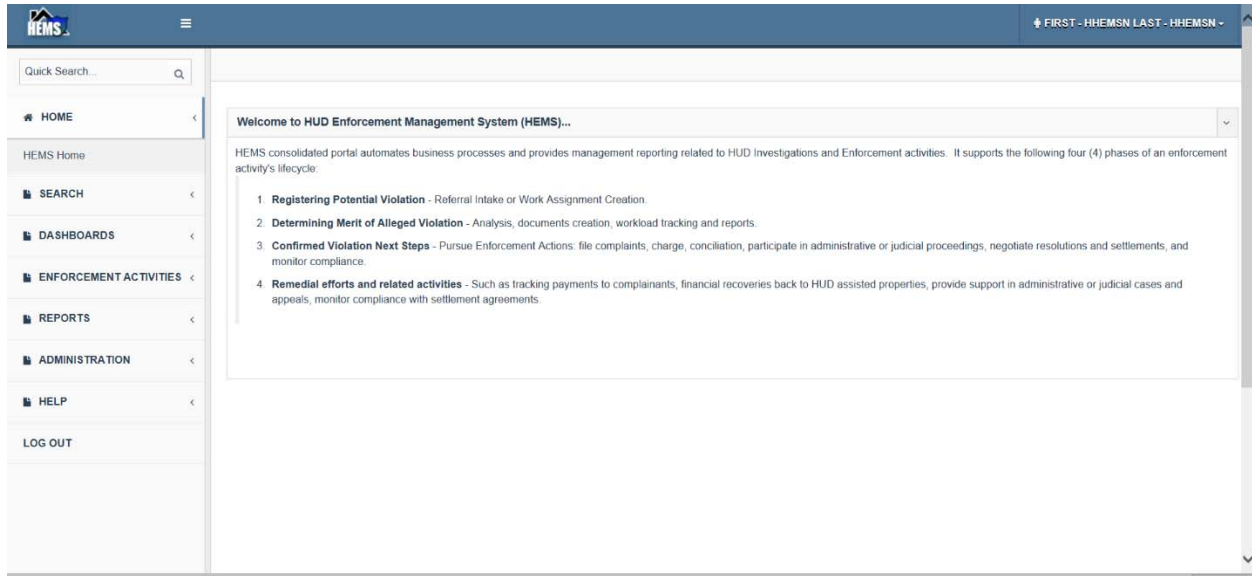 HEMS
FIRST - HHEMSN LAST - HHEMSN
Quick Search...
HOME
HEMS Home
SEARCH
DASHBOARDS
ENFORCEMENT ACTIVITIES
REPORTS
ADMINISTRATION
HELP
LOG OUT
Welcome to HUD Enforcement Management System (HEMS)...
HEMS consolidated portal automates business processes and provides management reporting related to HUD Investigations and Enforcement activities. It supports the following four (4) phases of an enforcement
activity's lifecycle:
1. Registering Potential Violation - Referral Intake or Work Assignment Creation.
2. Determining Merit of Alleged Violation - Analysis, documents creation, workload tracking and reports.
3. Confirmed Violation Next Steps - Pursue Enforcement Actions: file complaints, charge, conciliation, participate in administrative or judicial proceedings, negotiate resolutions and settlements, and
monitor compliance.
4. Remedial efforts and related activities - Such as tracking payments to complainants, financial recoveries back to HUD assisted properties, provide support in administrative or judicial cases and
appeals, monitor compliance with settlement agreements.